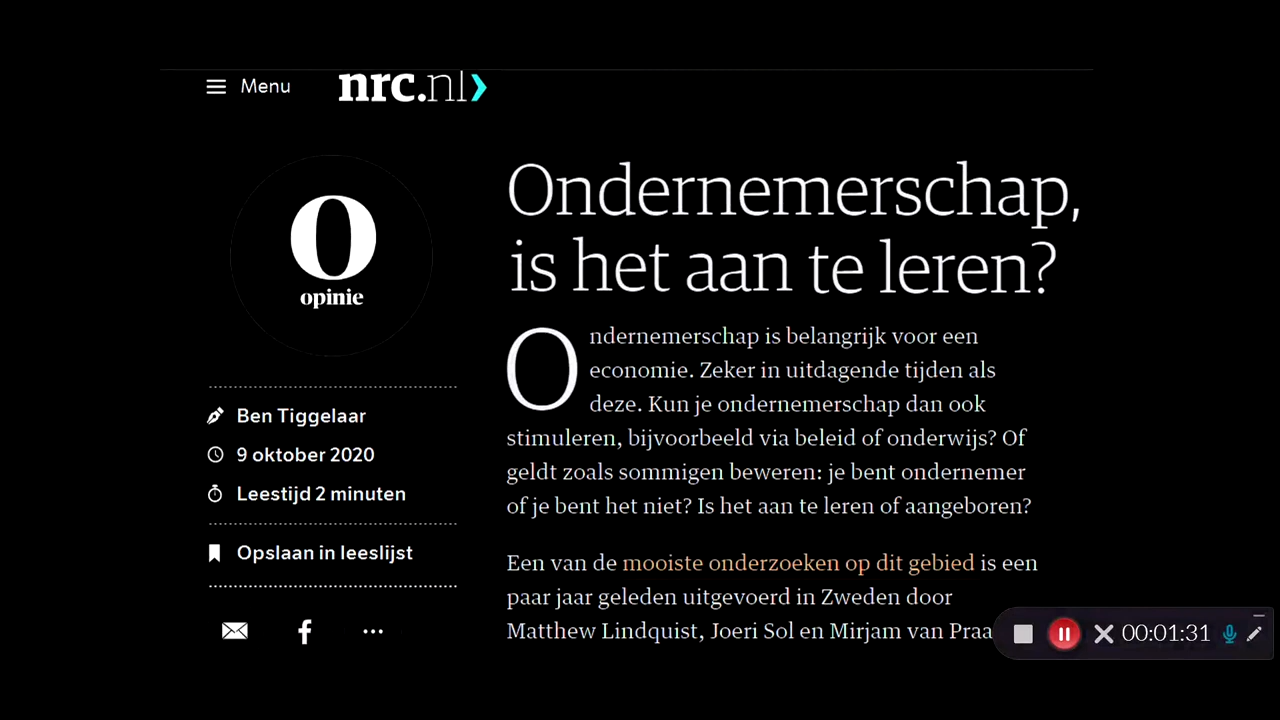 Menu
nrc.nl
Ondernemerschap,
is het aan te leren?
O
opinie
Ben Tiggelaar
9 oktober 2020
Leestijd 2 minuten
Opslaan in leeslijst
Ondernemerschap is belangrijk voor een
economie. Zeker in uitdagende tijden als
deze. Kun je ondernemerschap dan ook
stimuleren, bijvoorbeeld via beleid of onderwijs? Of
geldt zoals sommigen beweren: je bent ondernemer
of je bent het niet? Is het aan te leren of aangeboren?
Een van de mooiste onderzoeken op dit gebied is een
paar jaar geleden uitgevoerd in Zweden door
Matthew Lindquist, Joeri Sol en Mirjam van Praa
00:01:31